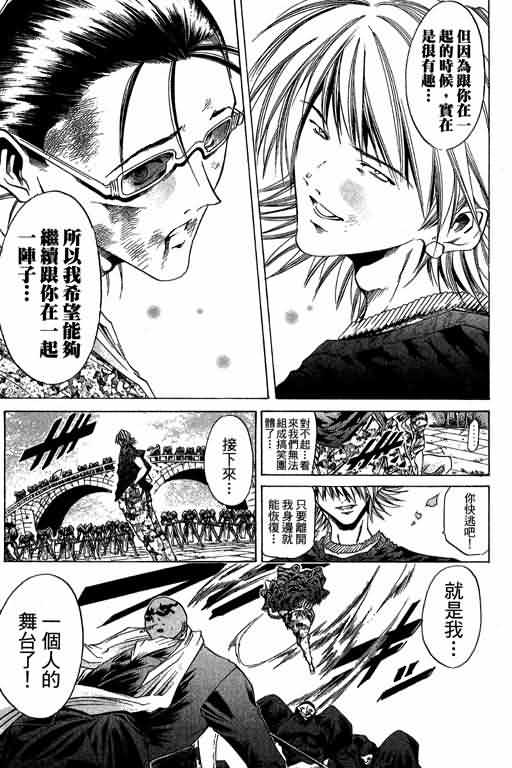 但因為跟你在一
起的時候，實在
是很有趣…
所以我希望能夠
繼續跟你在一起
一陣子…
對不起…看
來我們無法
組成搞笑團
體了…
你快逃吧！
只要離開
我身邊就
能恢復…
接下來…
就是我…
一個人的
舞台了！